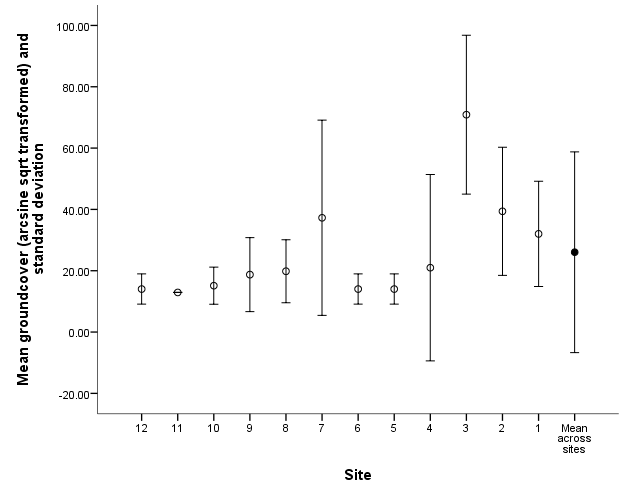 Mean groundcover (arcsine sqrt transformed) and
standard deviation
100.00
80.00
60.00
40.00
20.00
0.00
-20.00
12 11 10 9 8 7 6 5 4 3 2 1 Mean
across
sites
Site